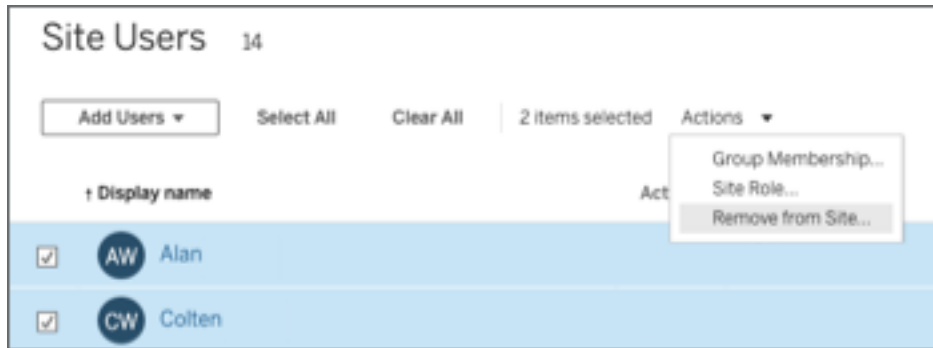 Site Users 14
Add Users Select All Clear All 2 items selected Actions
Group Membership...
Site Role...
↑ Display name Act
Remove from Site...
AW Alan
CW Colten